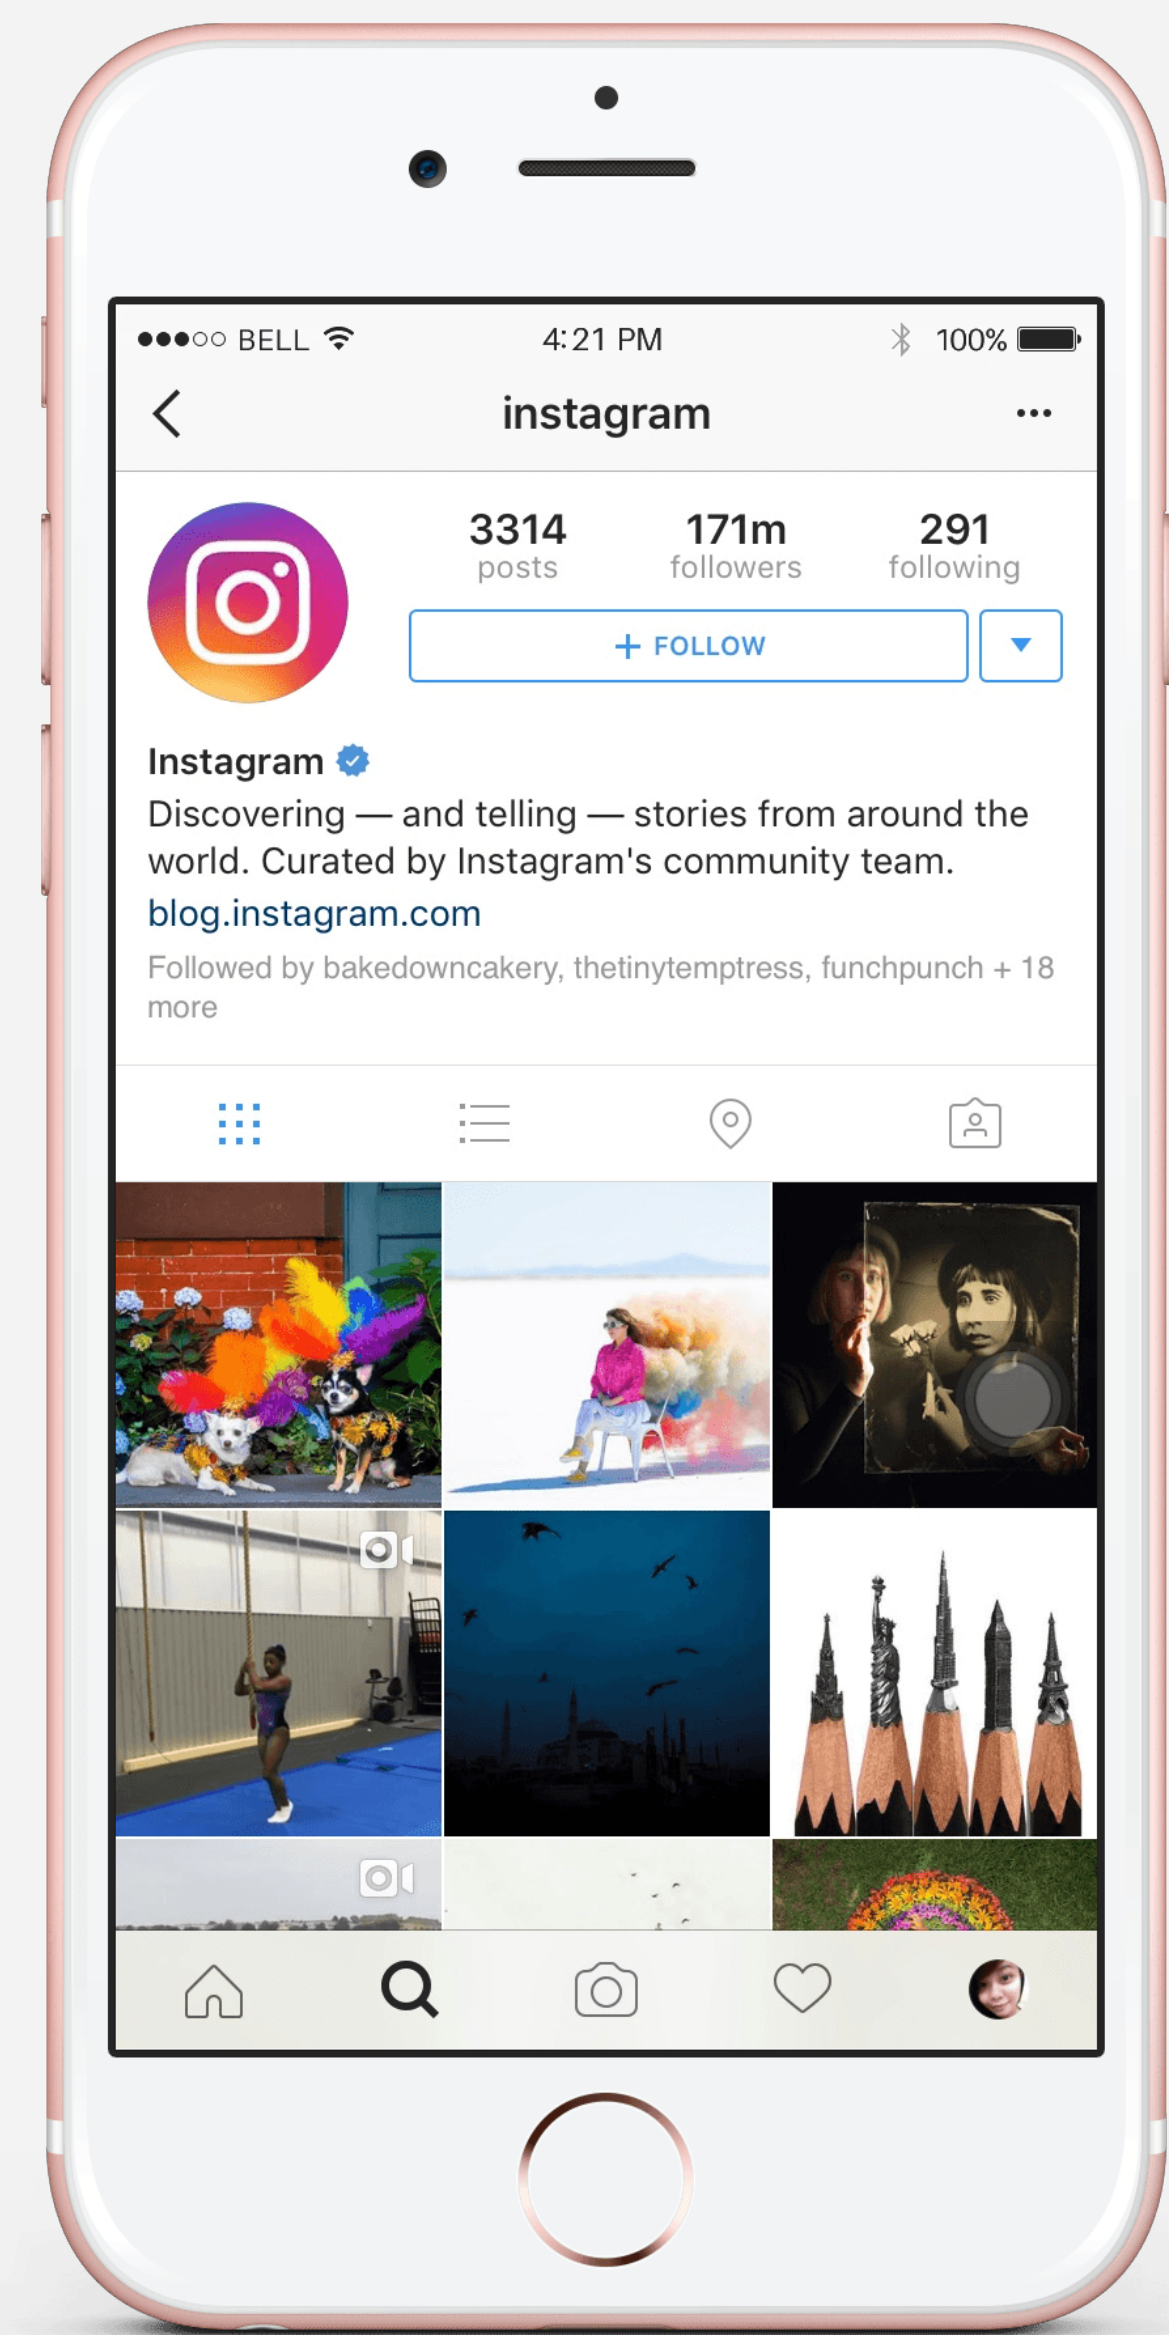 BELL 4:21 PM 100%
instagram
3314 171m 291
posts followers following
+ FOLLOW
Instagram
Discovering — and telling — stories from around the
world. Curated by Instagram's community team.
blog.instagram.com
Followed by bakedowncakery, thetinytemptress, funchpunch + 18
more